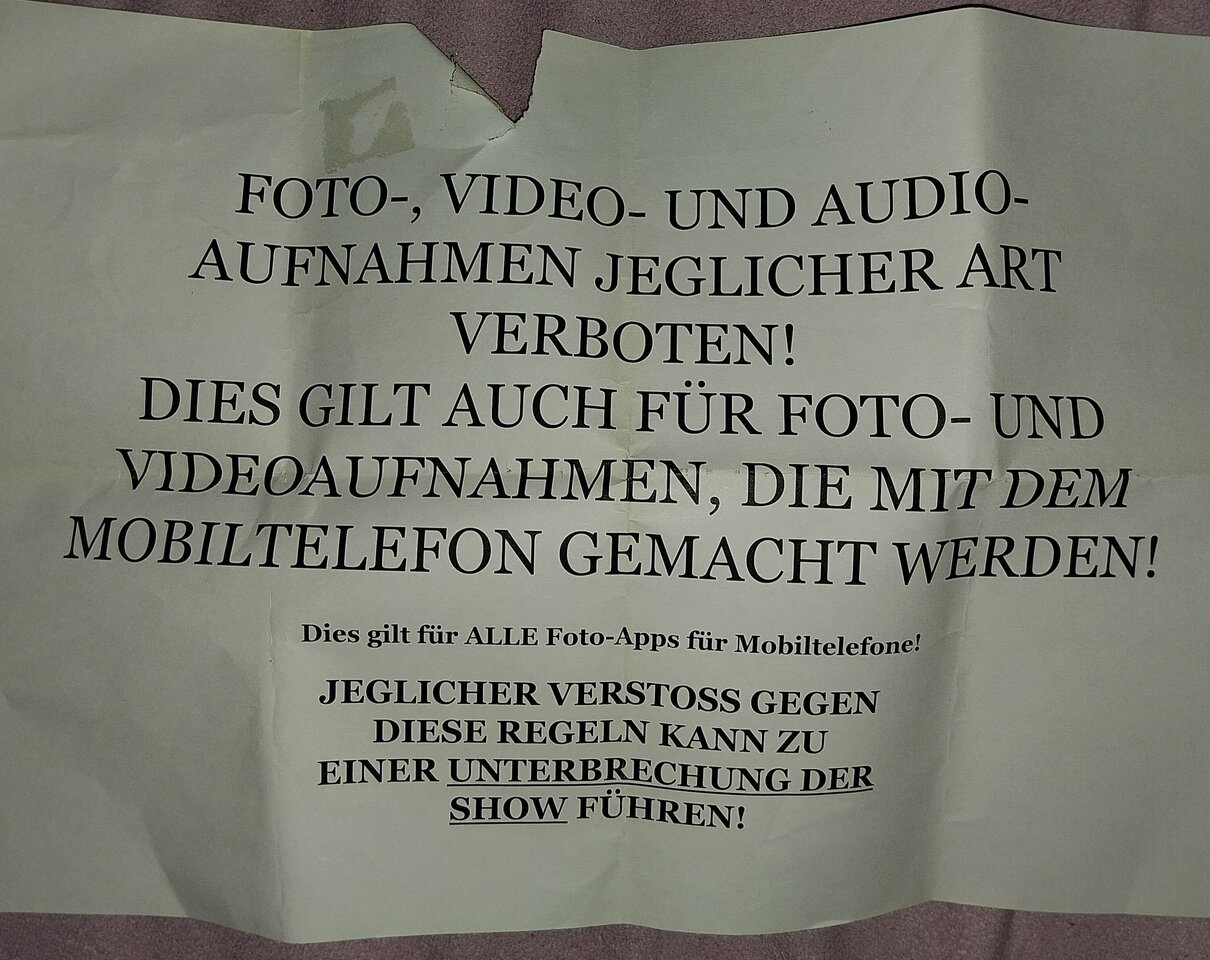 FOTO-, VIDEO- UND AUDIO-
AUFNAHMEN JEGLICHER ART
VERBOTEN!
DIES GILT AUCH FÜR FOTO- UND
VIDEOAUFNAHMEN, DIE MIT DEM
MOBILTELEFON GEMACHT WERDEN!
Dies gilt für ALLE Foto-Apps für Mobiltelefone!
JEGLICHER VERSTOSS GEGEN
DIESE REGELN KANN ZU
EINER UNTERBRECHUNG DER
SHOW FÜHREN!